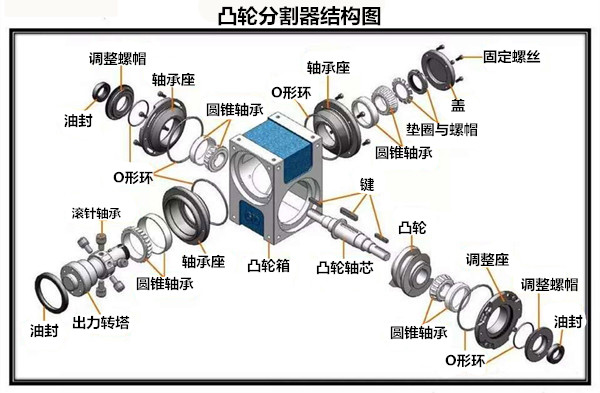 凸轮分割器结构图
调整螺帽
轴承座
O形环
轴承座
固定螺丝
盖
油封
圆锥轴承
垫圈与螺帽
圆锥轴承
O形环
键
滚针轴承
凸轮
轴承座
凸轮箱
凸轮轴芯
调整座
圆锥轴承
调整螺帽
油封
出力转塔
圆锥轴承
油封
O形环